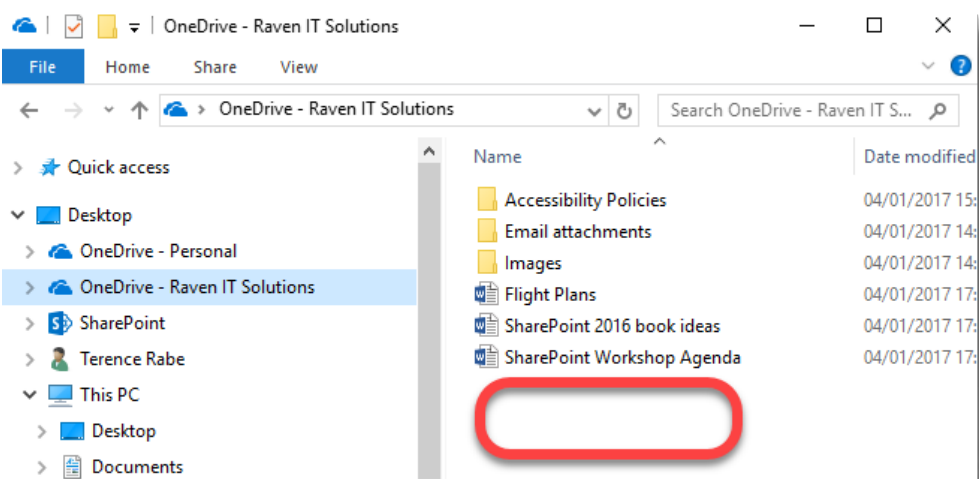 OneDrive - Raven IT Solutions
File Home Share View
OneDrive - Raven IT Solutions Search OneDrive - Raven IT S...
Name Date modified
Quick access
Desktop
OneDrive - Personal
OneDrive - Raven IT Solutions
SharePoint
Terence Rabe
This PC
Desktop
Documents
Accessibility Policies 04/01/2017 15:
Email attachments 04/01/2017 14:
Images 04/01/2017 14:
Flight Plans 04/01/2017 17:
SharePoint 2016 book ideas 04/01/2017 17:
SharePoint Workshop Agenda 04/01/2017 17: